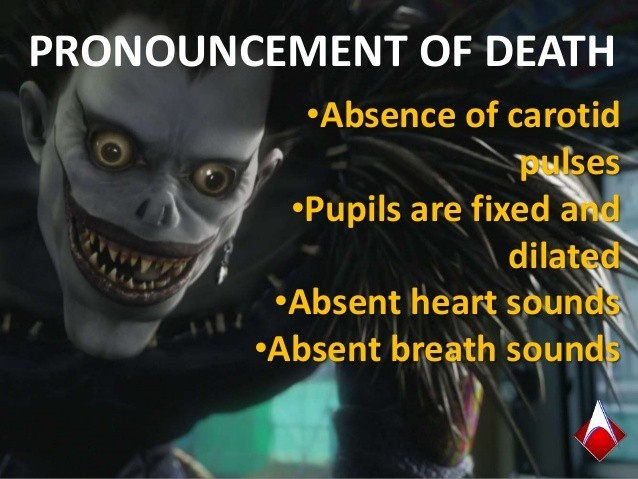 PRONOUNCEMENT OF DEATH
•Absence of carotid
pulses
•Pupils are fixed and
dilated
•Absent heart sounds
•Absent breath sounds